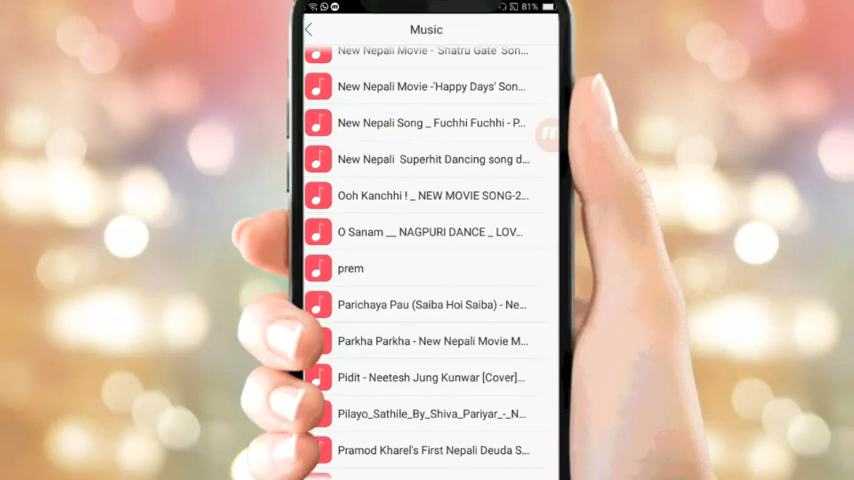 81%
Music
New Nepali Movie - 'Shatru Gate' Son...
New Nepali Movie -'Happy Days' Son...
New Nepali Song _ Fuchhi Fuchhi - P...
New Nepali Superhit Dancing song d...
Ooh Kanchhi ! _ NEW MOVIE SONG-2...
O Sanam __ NAGPURI DANCE _ LOV...
prem
Parichaya Pau (Saiba Hoi Saiba) - Ne...
Parkha Parkha - New Nepali Movie M...
Pidit - Neetesh Jung Kunwar [Cover]...
Pilayo_Sathile_By_Shiva_Pariyar_-_N...
Pramod Kharel's First Nepali Deuda S...